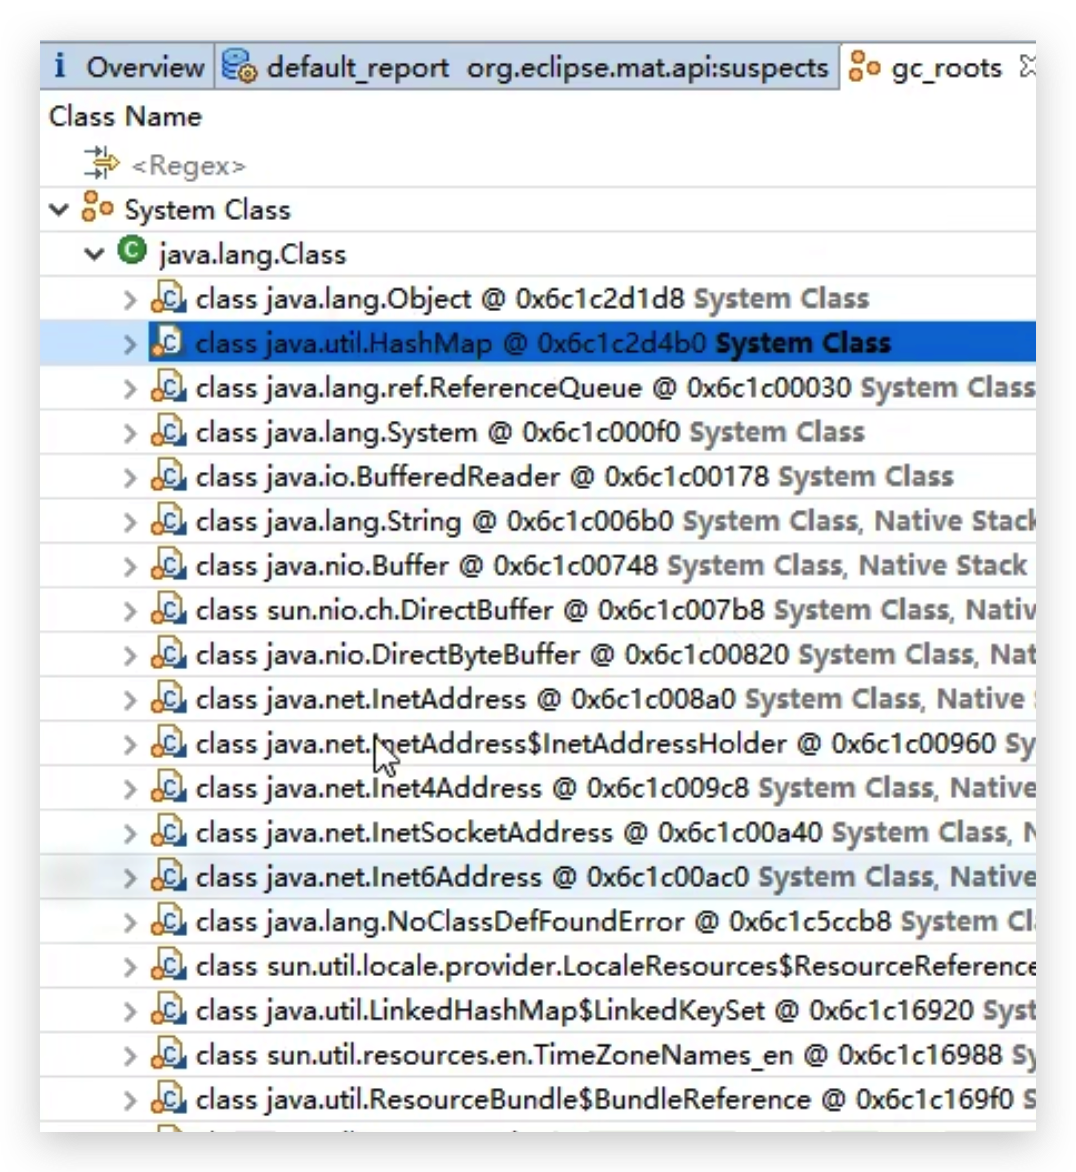 i Overview default_report org.eclipse.mat.api:suspects gc_roots
Class Name
<Regex>
System Class
java.lang.Class
class java.lang.Object @ 0x6c1c2d1d8 System Class
class java.util.HashMap @ 0x6c1c2d4b0 System Class
class java.lang.ref.ReferenceQueue @ 0x6c1c00030 System Class
class java.lang.System @ 0x6c1c000f0 System Class
class java.io.BufferedReader @ 0x6c1c00178 System Class
class java.lang.String @ 0x6c1c006b0 System Class, Native Stack
class java.nio.Buffer @ 0x6c1c00748 System Class, Native Stack
class sun.nio.ch.DirectBuffer @ 0x6c1c007b8 System Class, Nativ
class java.nio.DirectByteBuffer @ 0x6c1c00820 System Class, Nat
class java.net.InetAddress @ 0x6c1c008a0 System Class, Native
class java.net.InetAddress$InetAddressHolder @ 0x6c1c00960 Sy
class java.net.Inet4Address @ 0x6c1c009c8 System Class, Native
class java.net.InetSocketAddress @ 0x6c1c00a40 System Class, N
class java.net.Inet6Address @ 0x6c1c00ac0 System Class, Native
class java.lang.NoClassDefFoundError @ 0x6c1c5ccb8 System Cl
class sun.util.locale.provider.LocaleResources$ResourceReference
class java.util.LinkedHashMap$LinkedKeySet @ 0x6c1c16920 Syst
class sun.util.resources.en.TimeZoneNames_en @ 0x6c1c16988 Sy
class java.util.ResourceBundle$BundleReference @ 0x6c1c169f0 S